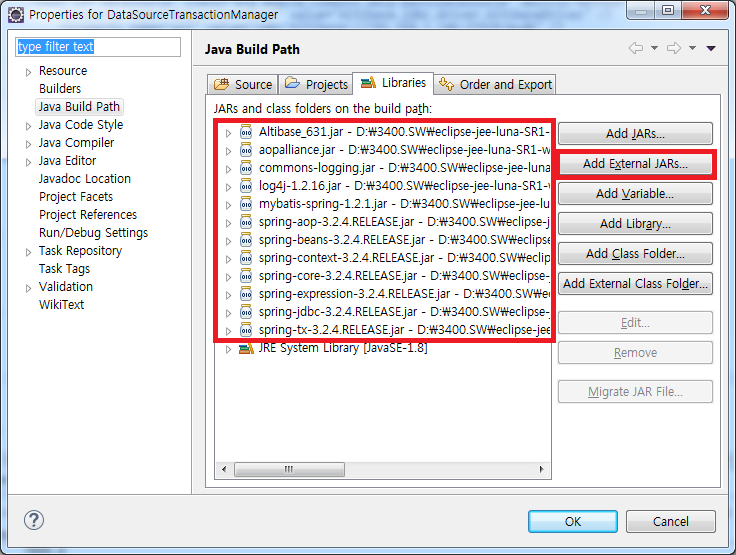 Properties for DataSourceTransactionManager
type filter text
Resource
Builders
Java Build Path
Java Code Style
Java Compiler
Java Editor
Javadoc Location
Project Facets
Project References
Run/Debug Settings
Task Repository
Task Tags
Validation
WikiText
Java Build Path
Source Projects Libraries Order and Export
JARs and class folders on the build path:
Altibase_631.jar - D:₩3400.SW₩eclipse-jee-luna-SR1-
aopalliance.jar - D:₩3400.SW₩eclipse-jee-luna-SR1-w
commons-logging.jar - D:₩3400.SW₩eclipse-jee-luna
log4j-1.2.16.jar - D:₩3400.SW₩eclipse-jee-luna-SR1-w
mybatis-spring-1.2.1.jar - D:₩3400.SW₩eclipse-jee-lu
spring-aop-3.2.4.RELEASE.jar - D:₩3400.SW₩eclipse-j
spring-beans-3.2.4.RELEASE.jar - D:₩3400.SW₩eclipse
spring-context-3.2.4.RELEASE.jar - D:₩3400.SW₩eclips
spring-core-3.2.4.RELEASE.jar - D:₩3400.SW₩eclipse-
spring-expression-3.2.4.RELEASE.jar - D:₩3400.SW₩ec
spring-jdbc-3.2.4.RELEASE.jar - D:₩3400.SW₩eclipse-j
spring-tx-3.2.4.RELEASE.jar - D:₩3400.SW₩eclipse-jee
JRE System Library [JavaSE-1.8]
Add JARs...
Add External JARs...
Add Variable...
Add Library...
Add Class Folder...
Add External Class Folder...
Edit...
Remove
Migrate JAR File...
OK
Cancel